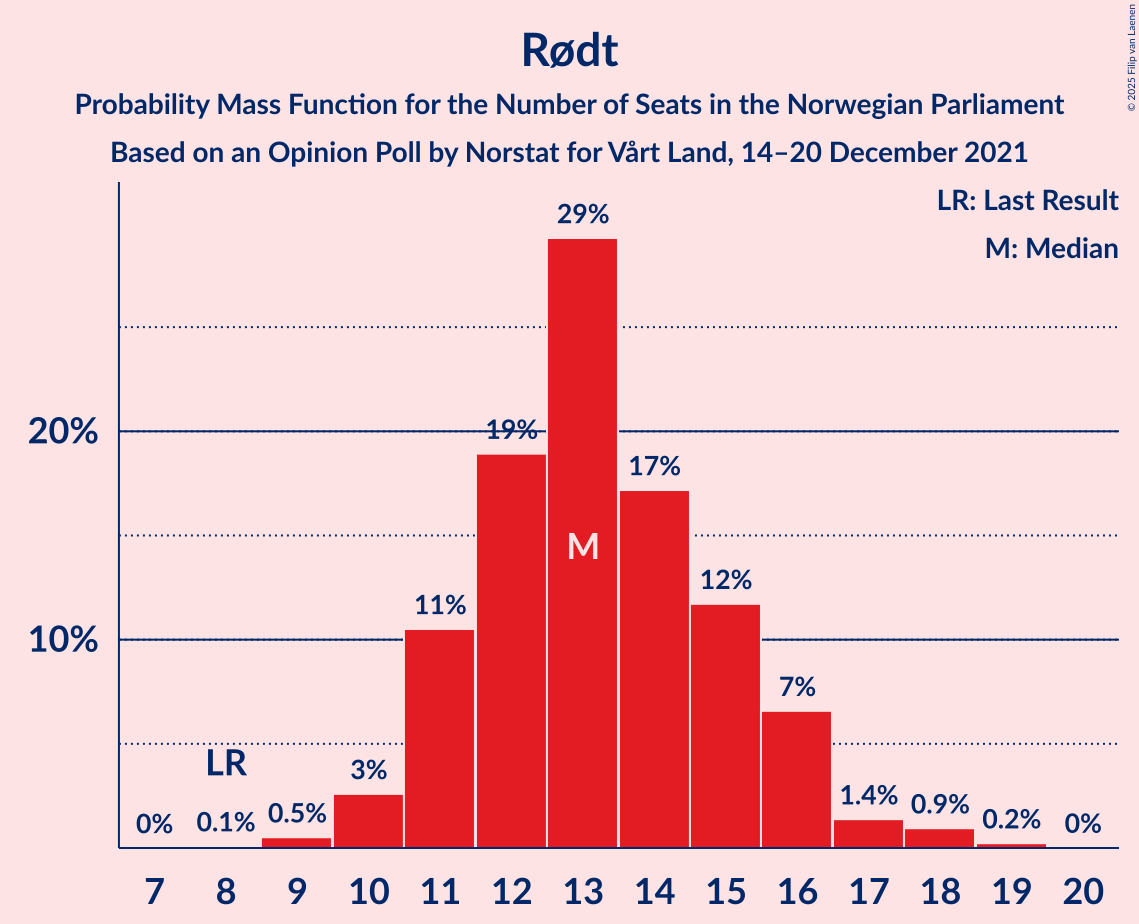 Rødt
Probability Mass Function for the Number of Seats in the Norwegian Parliament
Based on an Opinion Poll by Norstat for Vårt Land, 14–20 December 2021
© 2025 Filip van Laenen
LR: Last Result
M: Median
29%
20%
19%
17%
M
12%
11%
10%
7%
LR
3%
0%
0.1%
0.5%
1.4%
0.9%
0.2%
0%
7 8 9 10 11 12 13 14 15 16 17 18 19 20